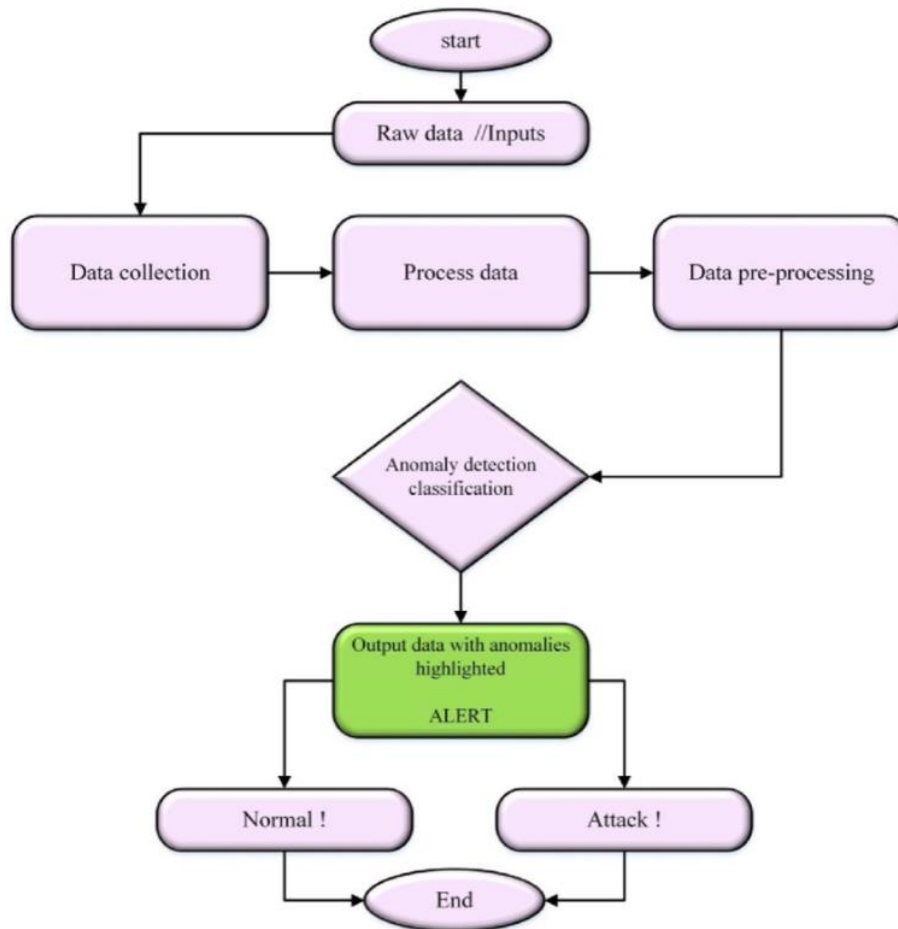 start
Raw data //Inputs
Data collection
Process data
Data pre-processing
Anomaly detection
classification
Output data with anomalies
highlighted
ALERT
Normal !
Attack !
End